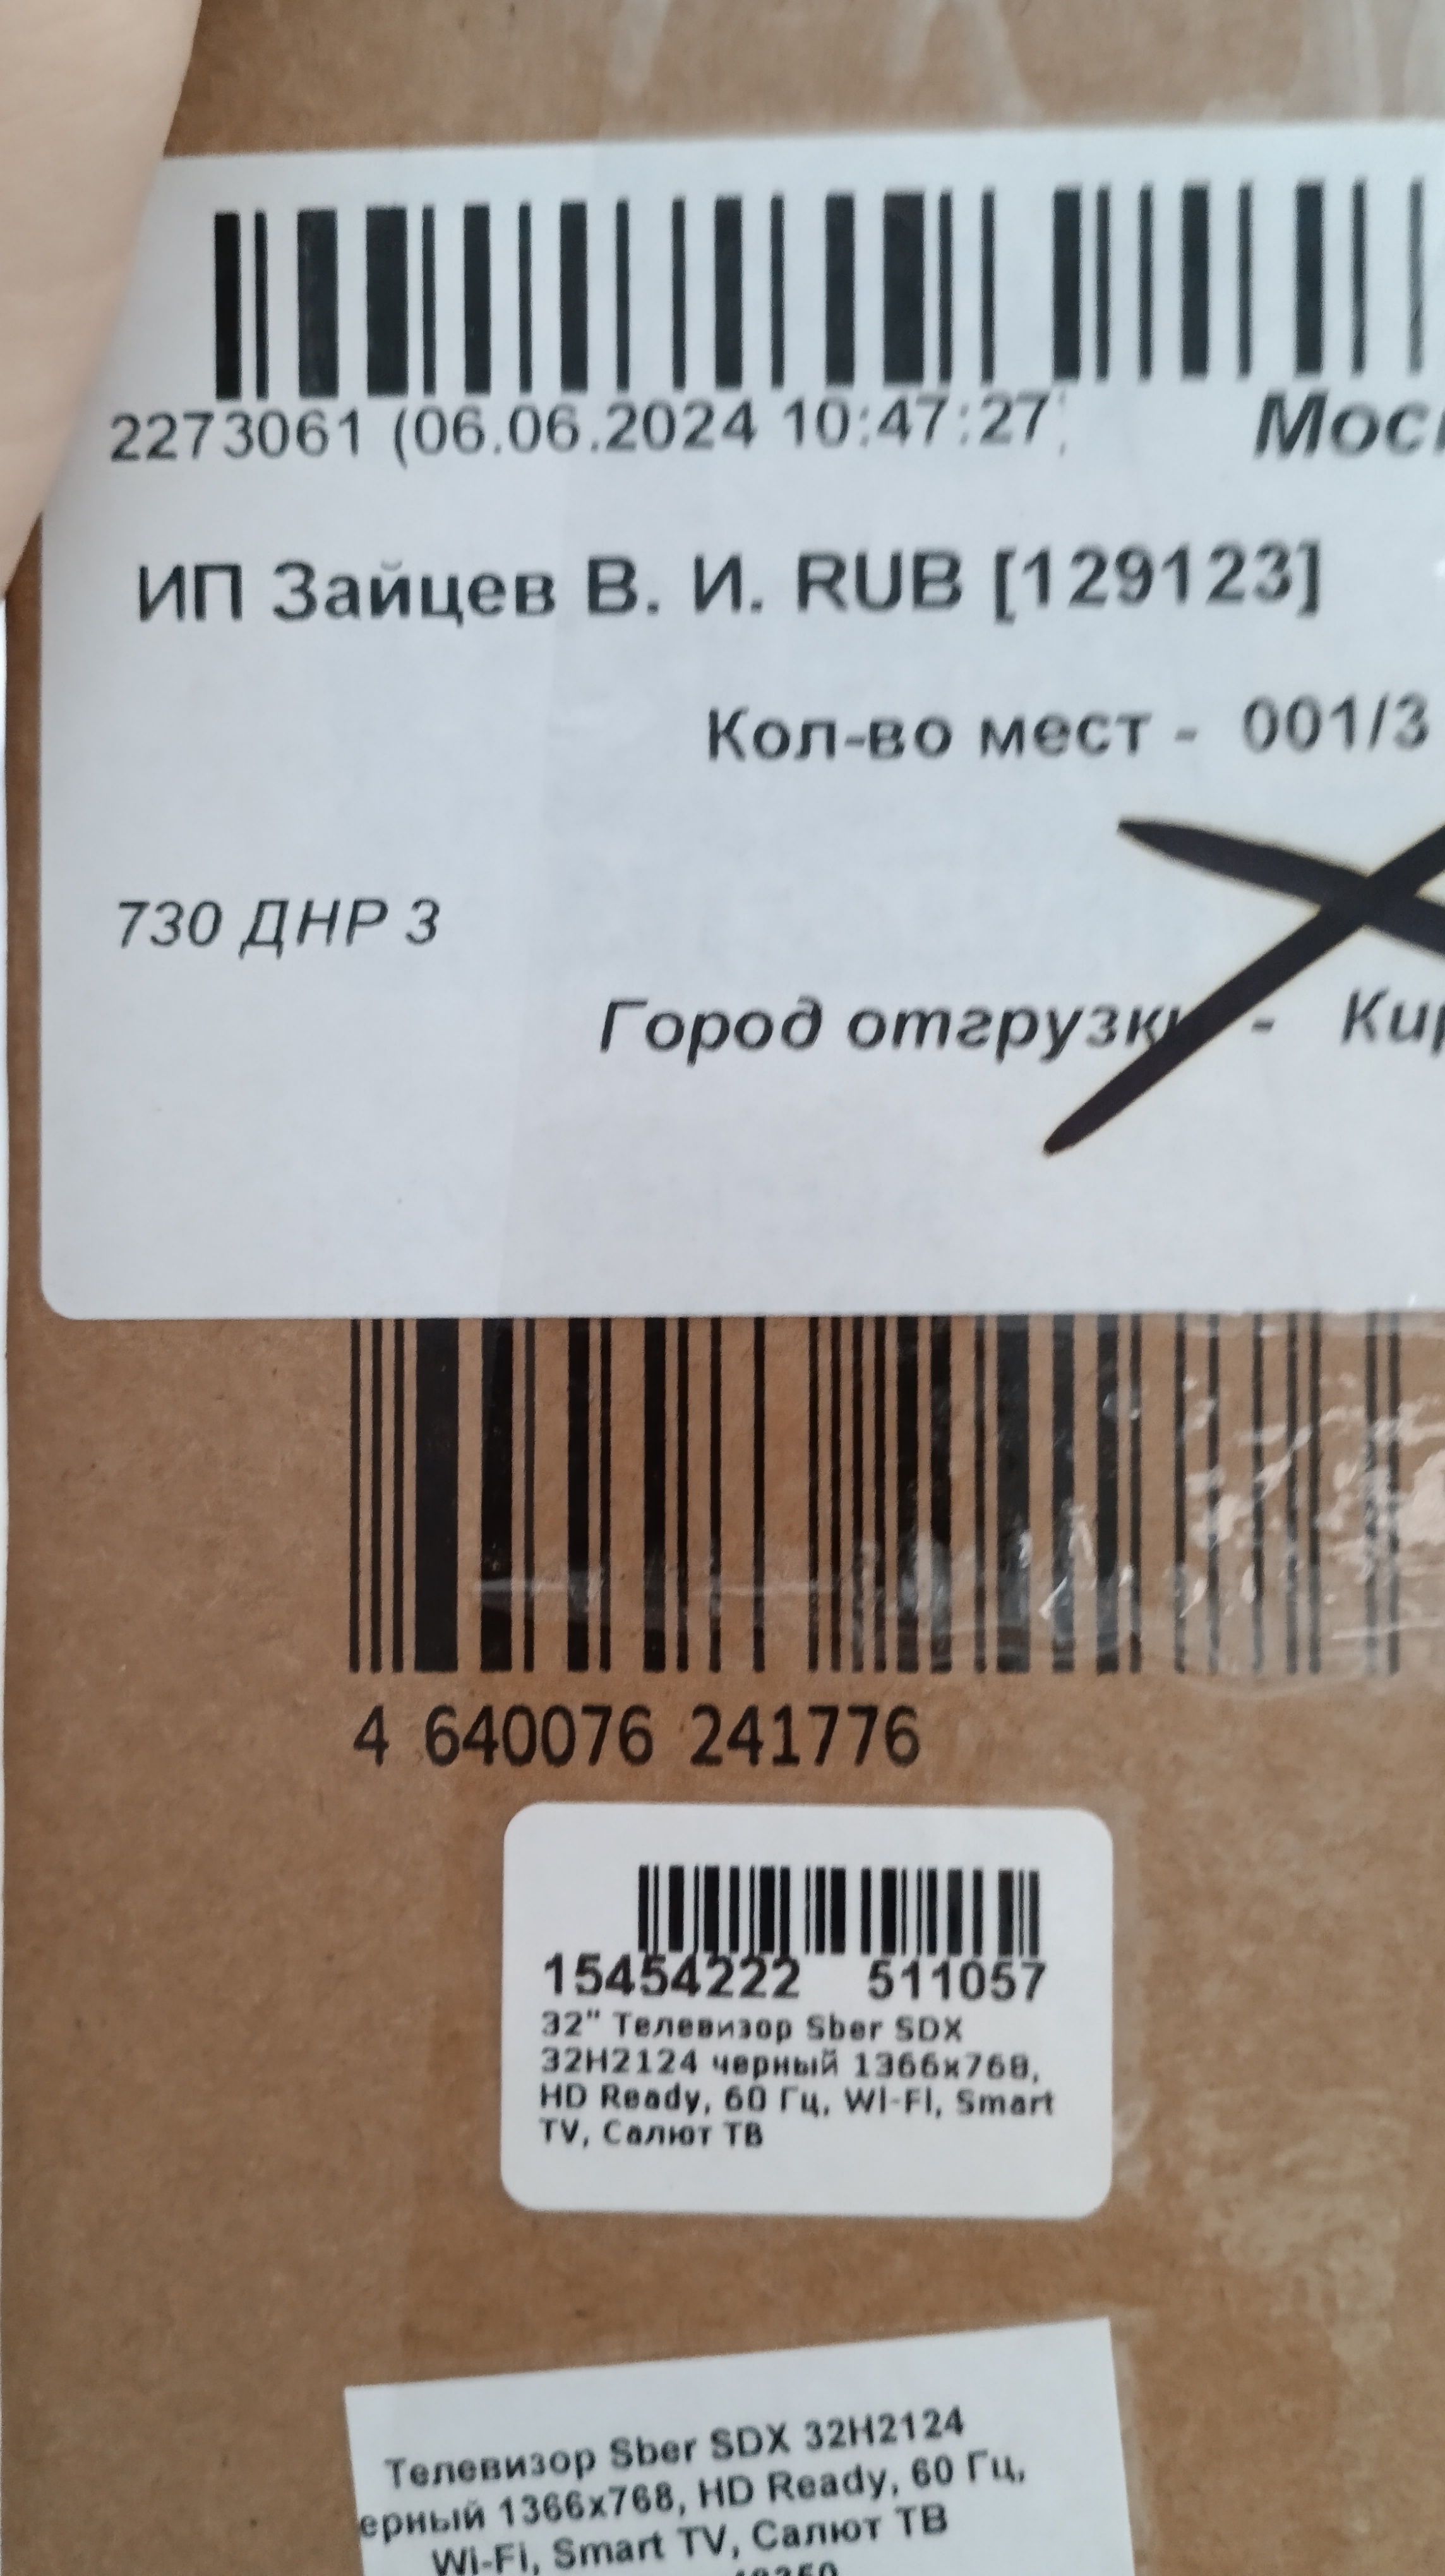 2273061 (06.06.2024 10:47:27)
ИП Зайцев В. И. RUB [129123]
Кол-во мест - 001/3
730 ДНР 3
Город отгрузки -
4 640076 241776
15454222 511057
32" Телевизор Sber SDX
32H2124 черный 1366x768,
HD Ready, 60 Гц, Wi-Fi, Smart
TV, Салют ТВ
Телевизор Sber SDX 32H2124
ерный 1366x768, HD Ready, 60 Гц,
Wi-Fi, Smart TV, Салют ТВ